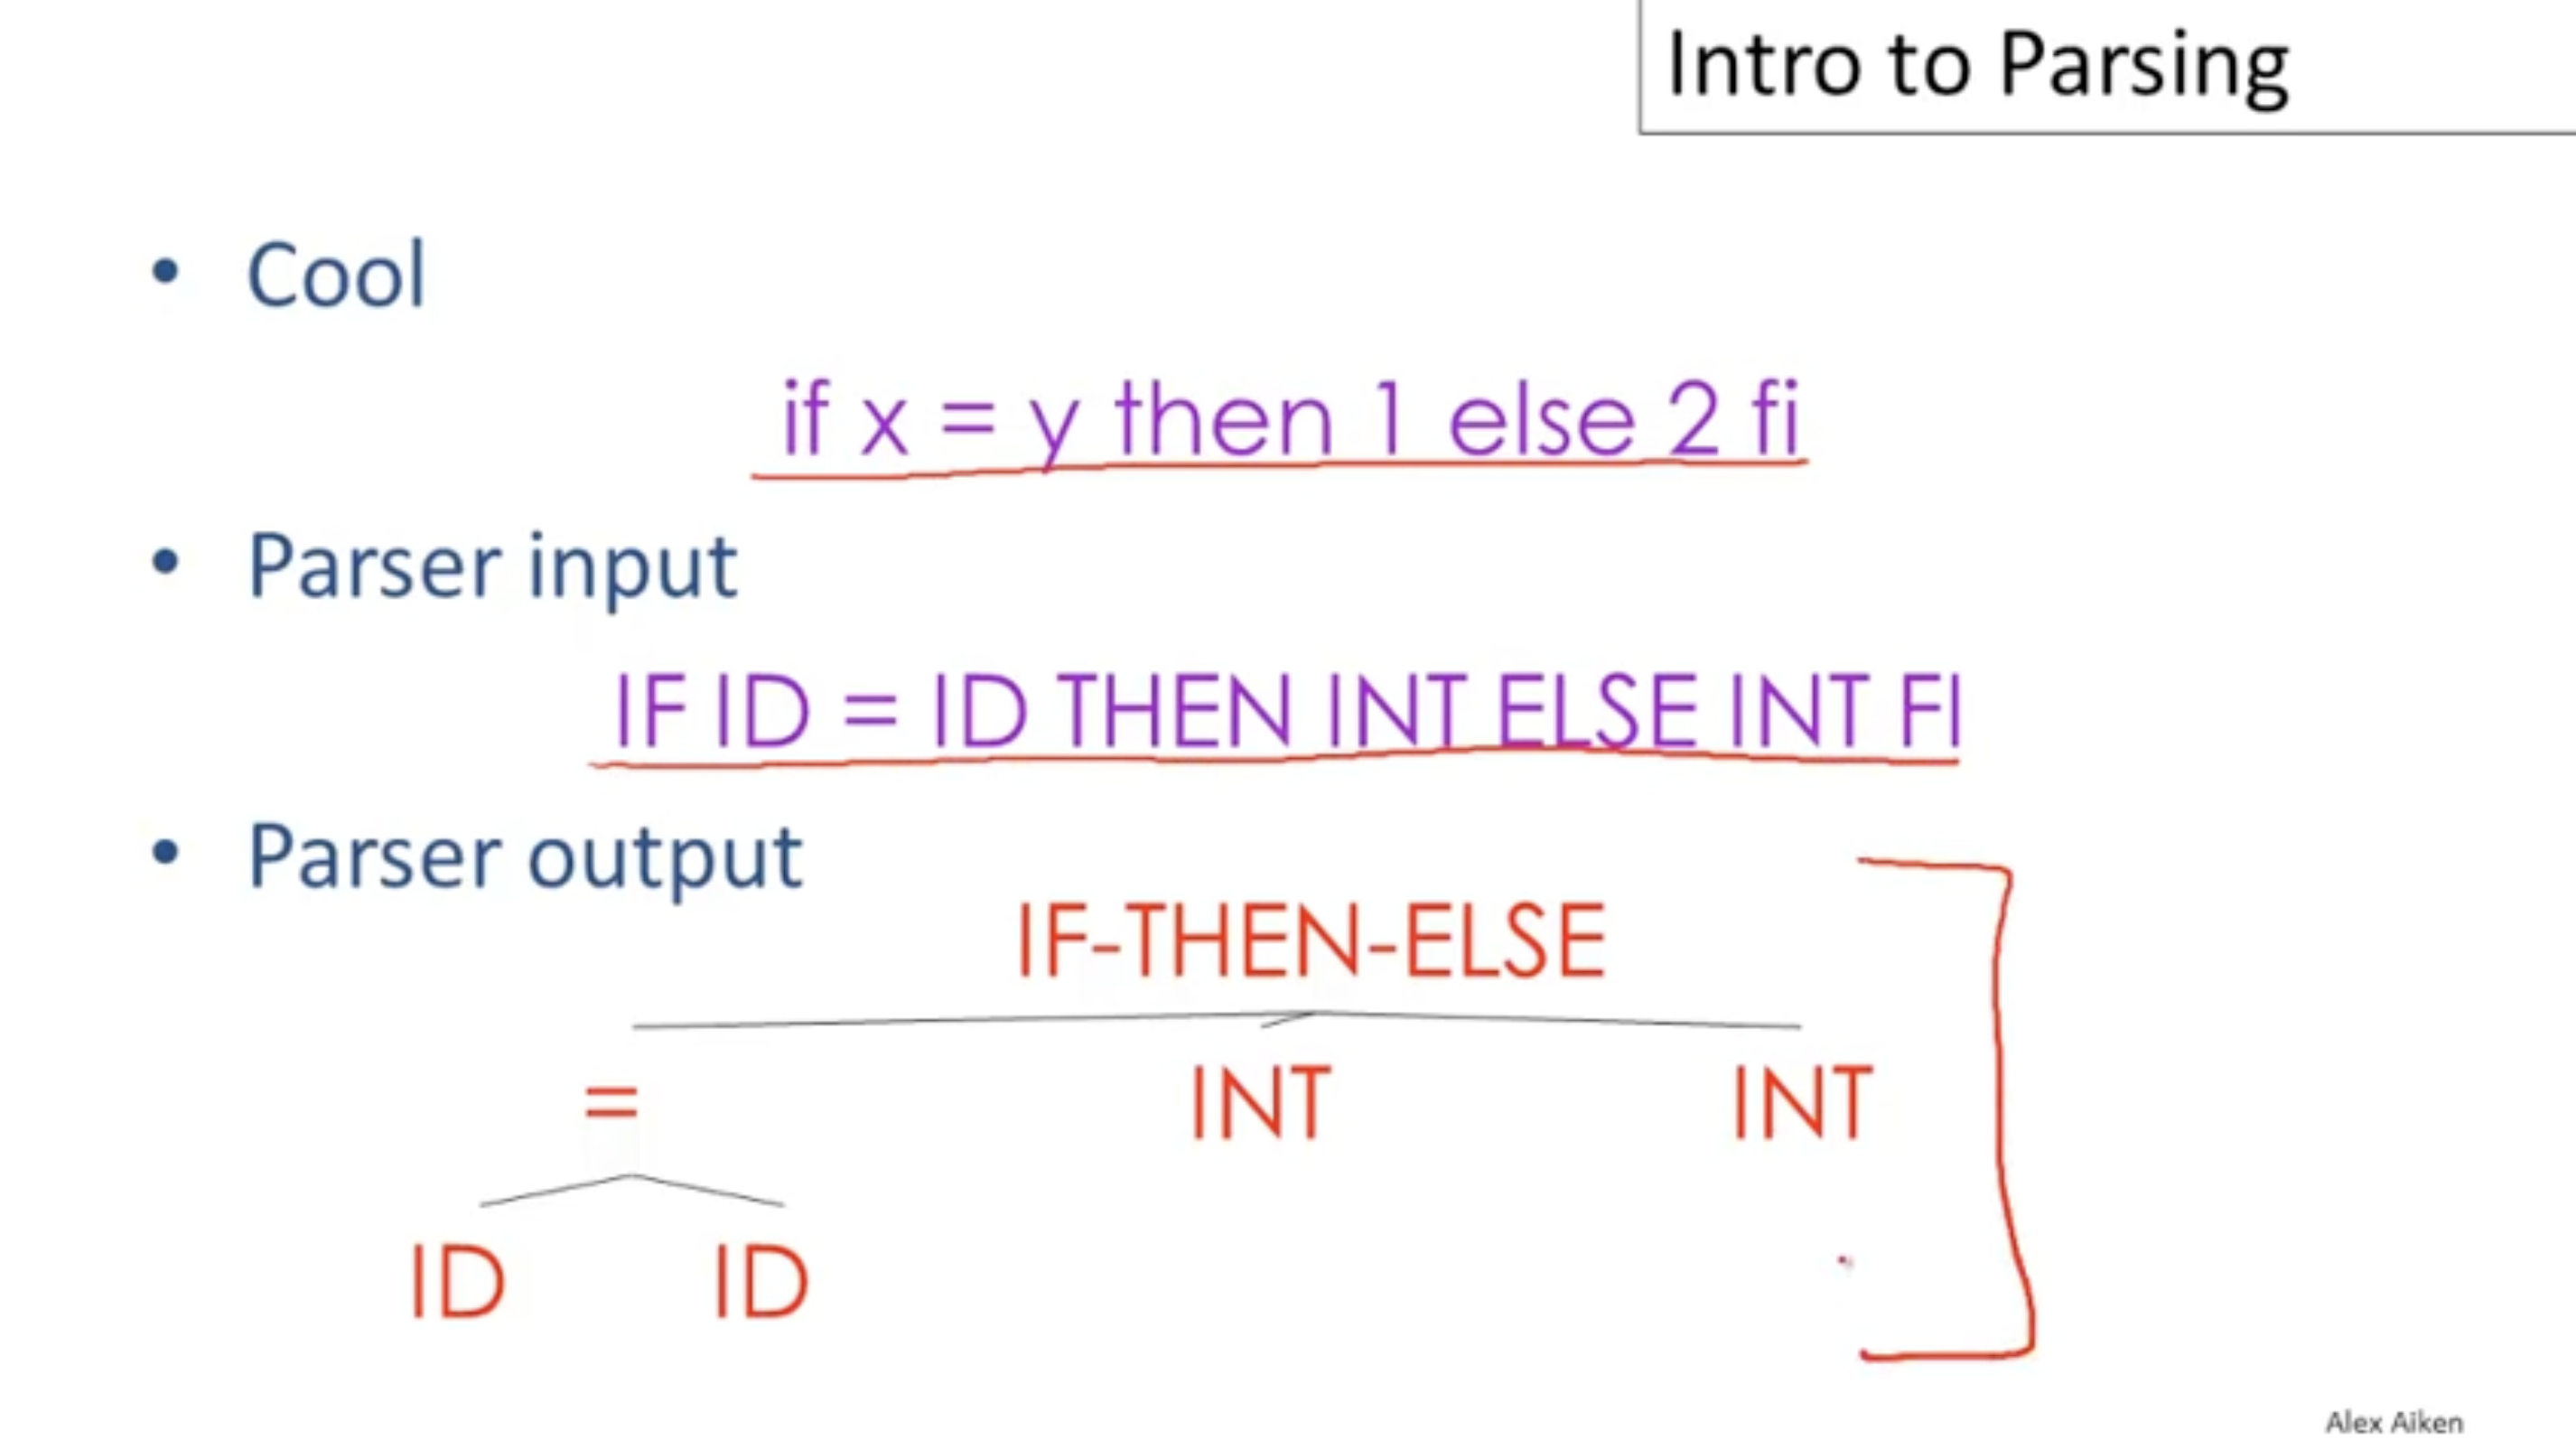 Intro to Parsing
• Cool
if x = y then 1 else 2 fi
• Parser input
IF ID = ID THEN INT ELSE INT FI
• Parser output
IF-THEN-ELSE
= INT INT
ID ID
Alex Aiken